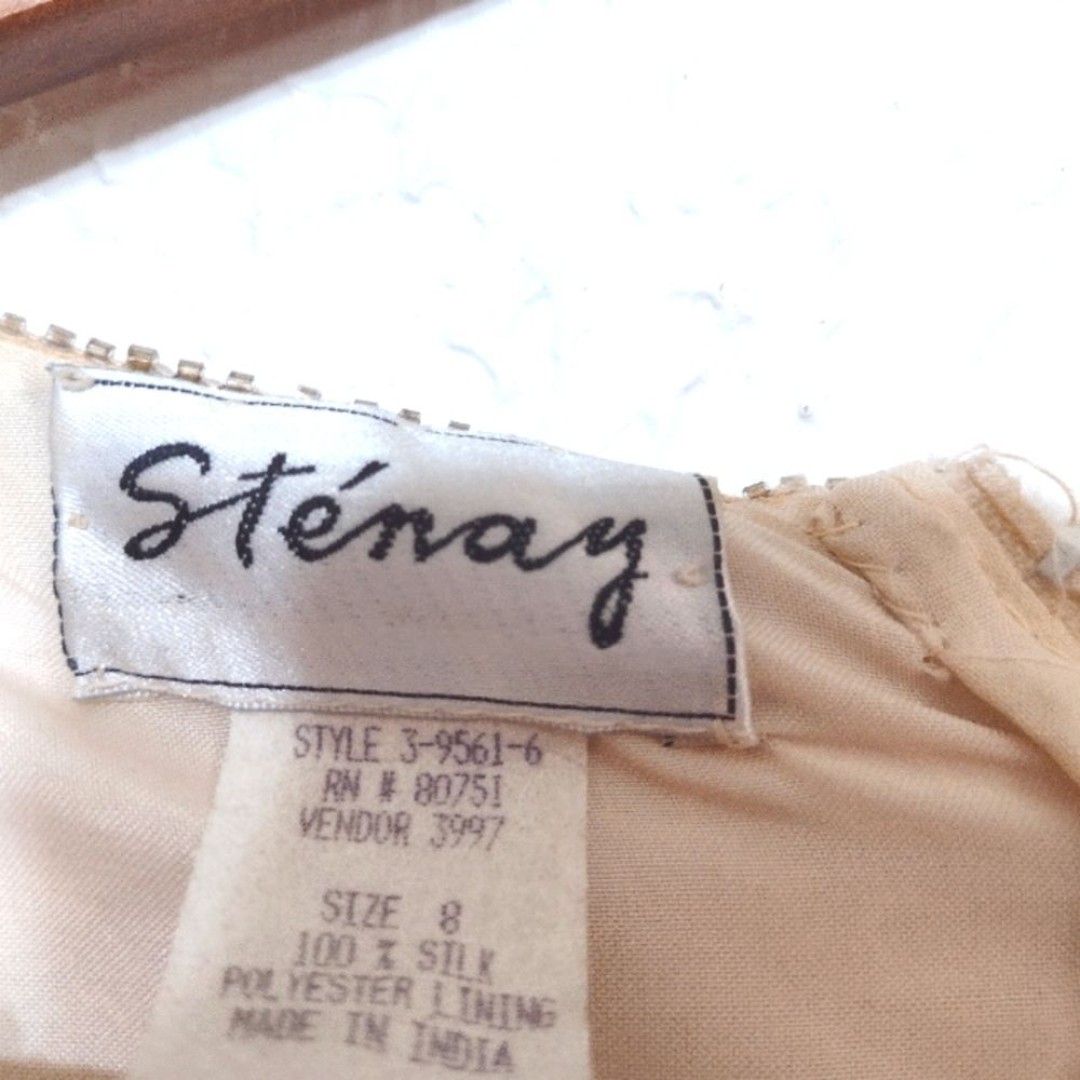 Sténay
STYLE 3-9561-6
RN # 80751
VENDOR 3997
SIZE 8
100 % SILK
POLYESTER LINING
MADE IN INDIA